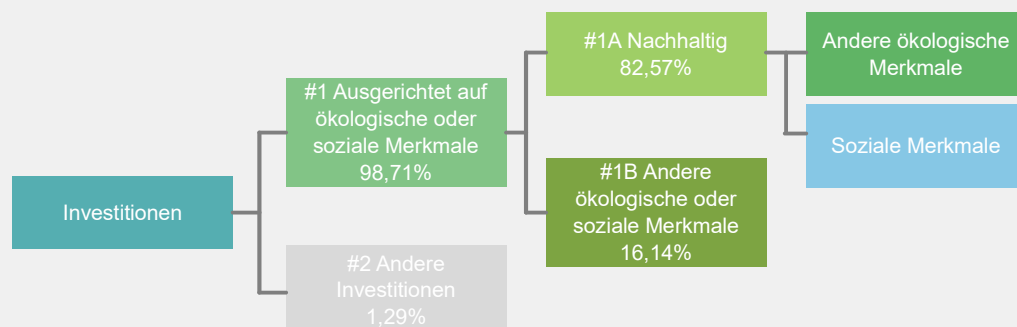 Investitionen
#1 Ausgerichtet auf
ökologische oder
soziale Merkmale
98,71%
#2 Andere
Investitionen
1,29%
#1A Nachhaltig
82,57%
#1B Andere
ökologische oder
soziale Merkmale
16,14%
Andere ökologische
Merkmale
Soziale Merkmale